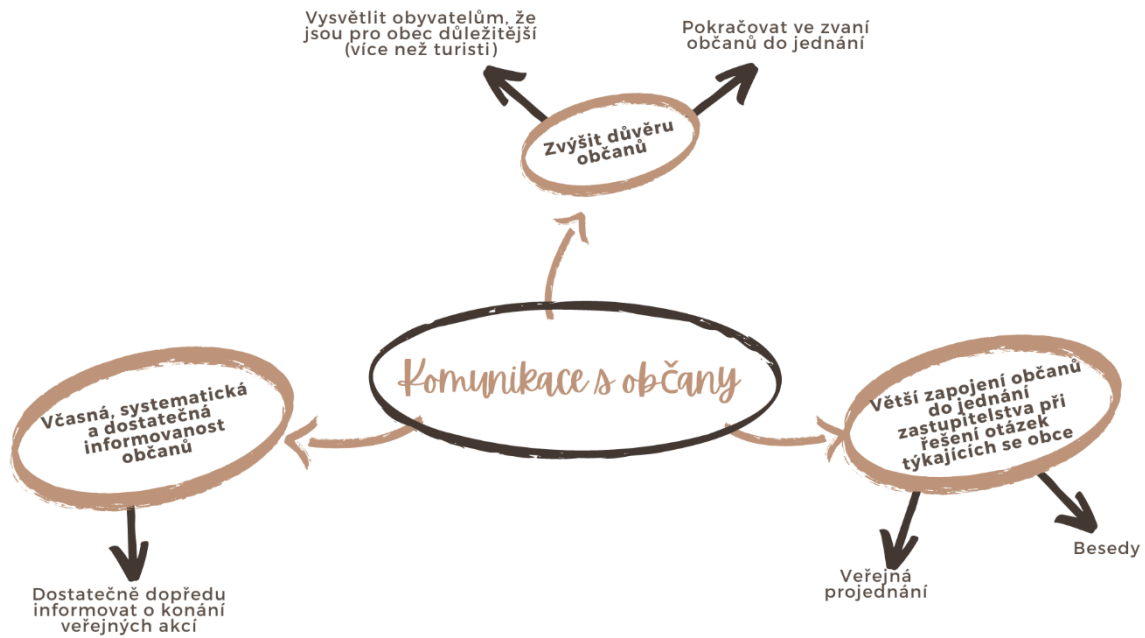 Vysvětlit obyvatelům, že
jsou pro obec důležitější
(více než turisti)
Pokračovat ve zvaní
občanů do jednání
Zvýšit důvěru
občanů
Komunikace s občany
Včasná, systematická
a dostatečná
informovanost
občanů
Větší zapojení občanů
do jednání
zastupitelstva při
řešení otázek
týkajících se obce
Dostatečně dopředu
informovat o konání
veřejných akcí
Veřejná
projednání
Besedy